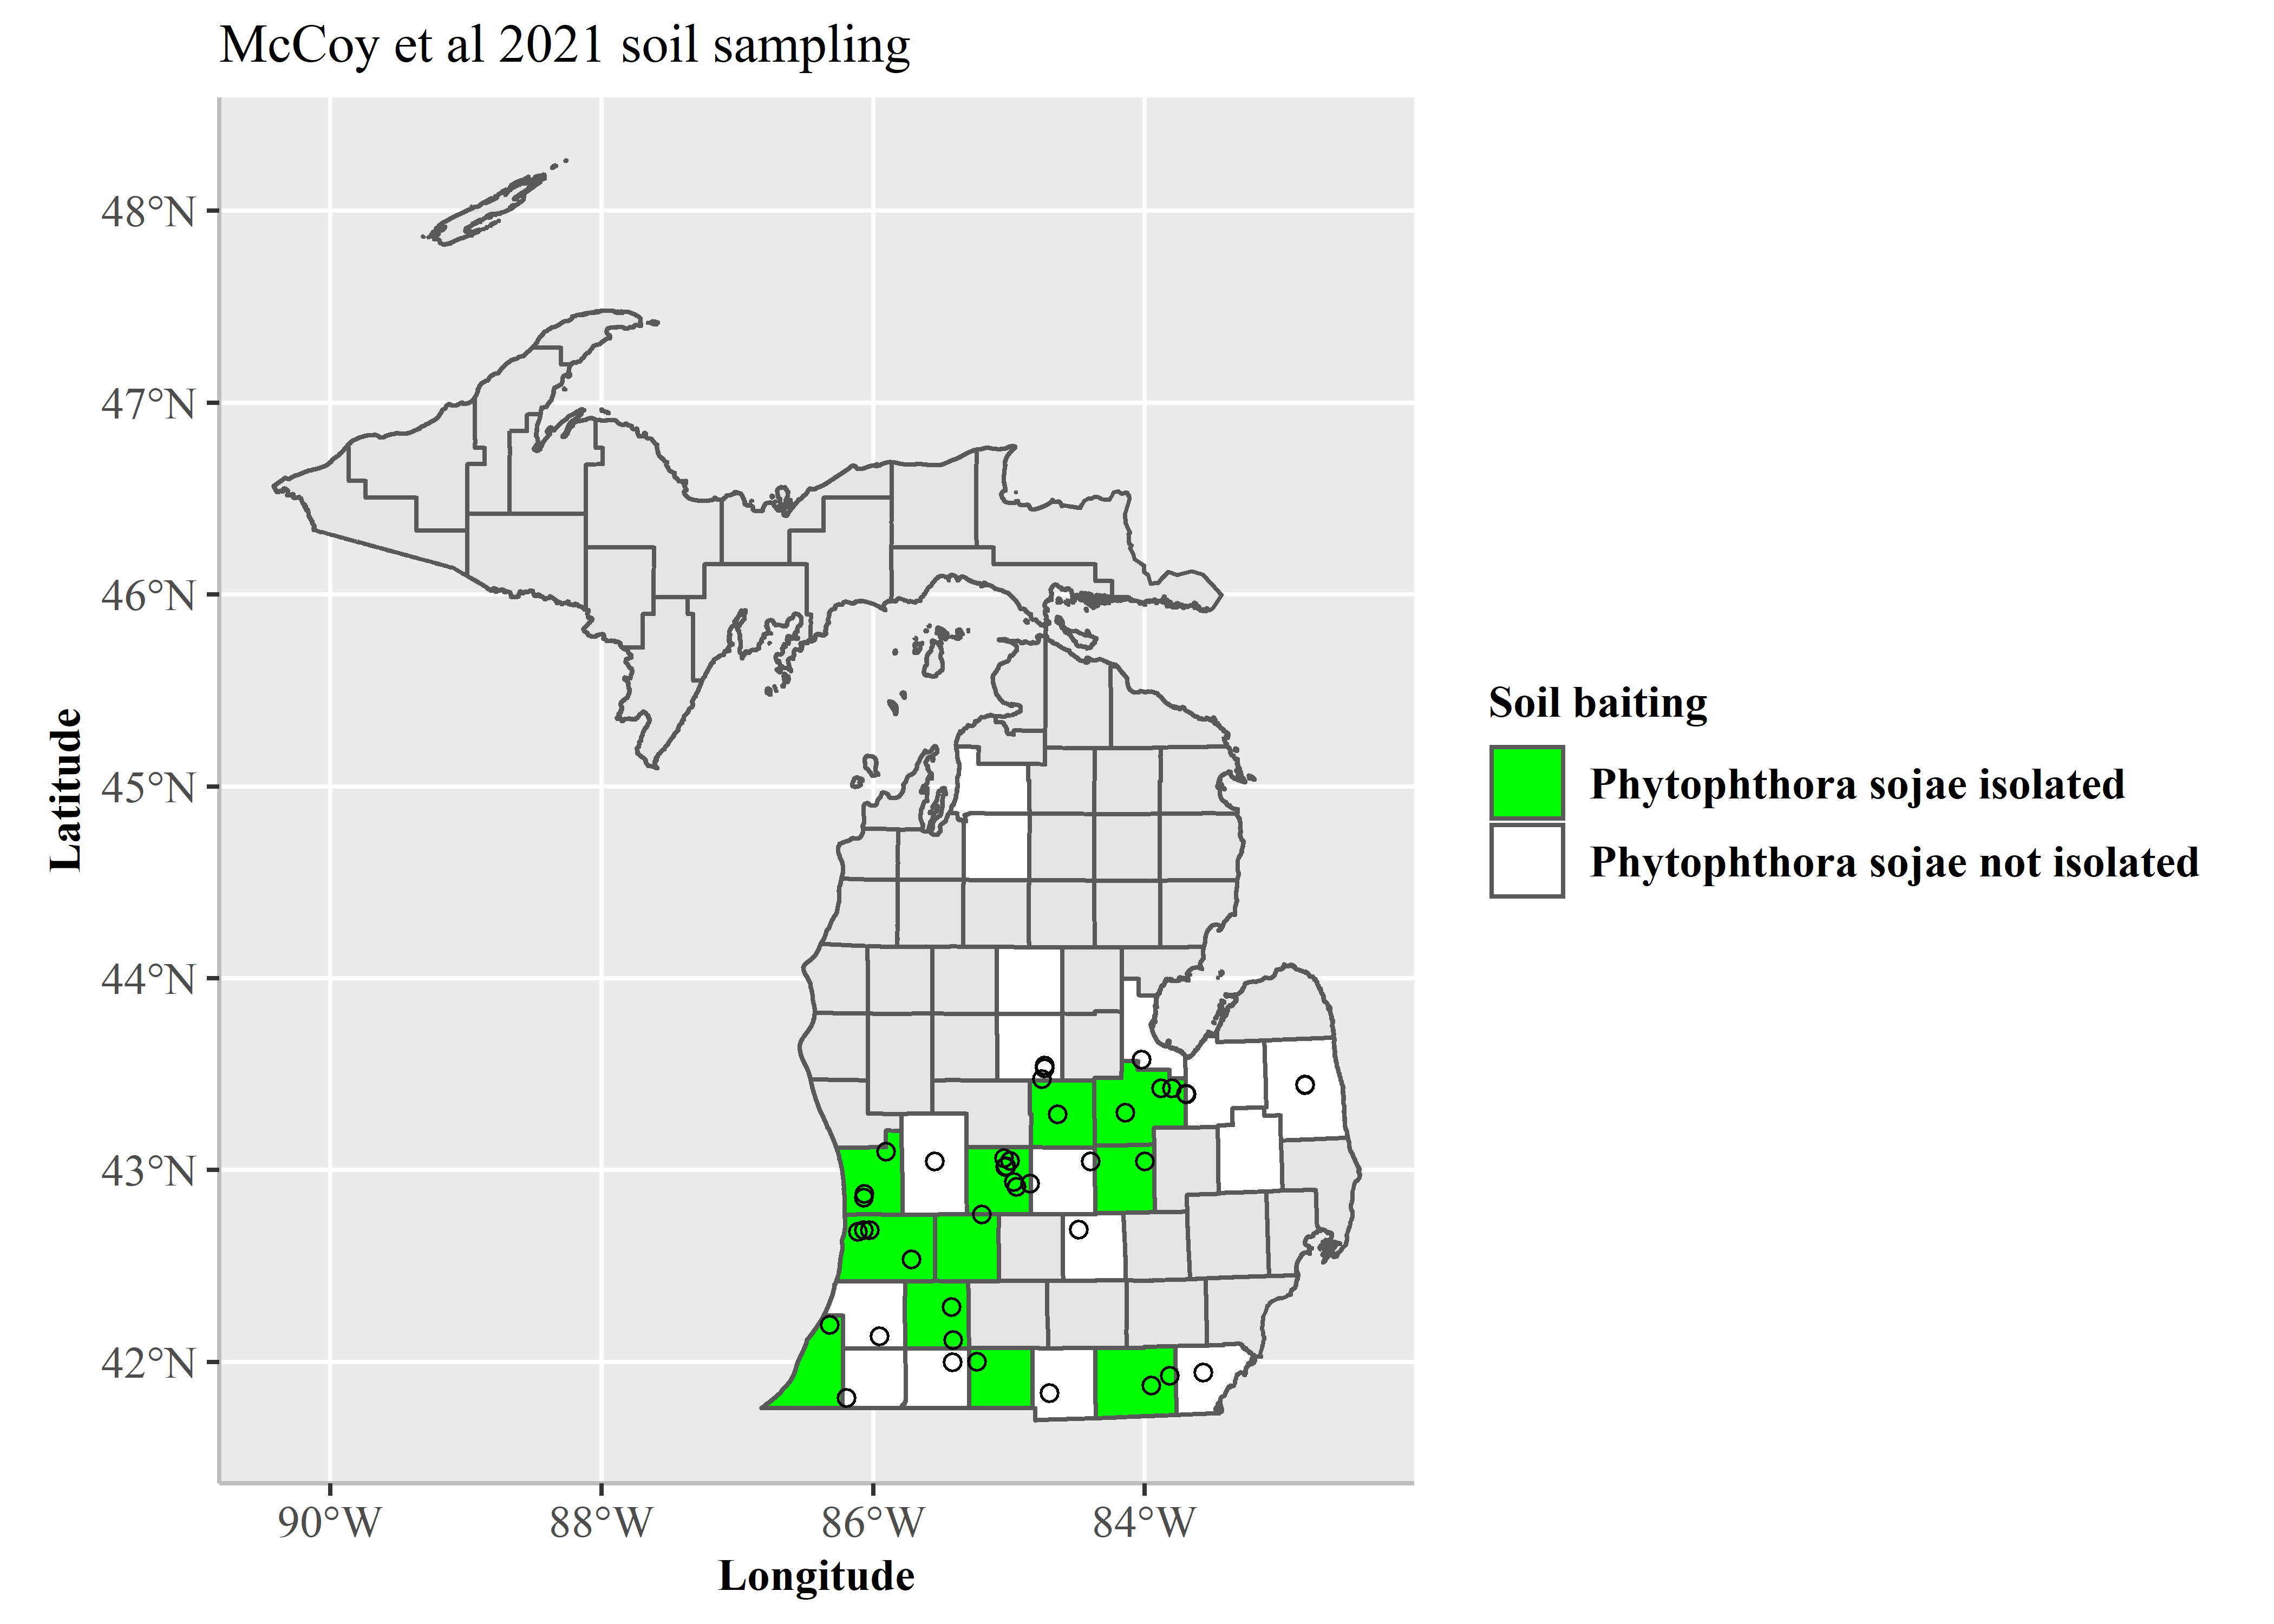 McCoy et al 2021 soil sampling
48°N
47°N
46°N
45°N
44°N
43°N
42°N
Latitude
90°W
88°W
86°W
84°W
Longitude
Soil baiting
Phytophthora sojae isolated
Phytophthora sojae not isolated